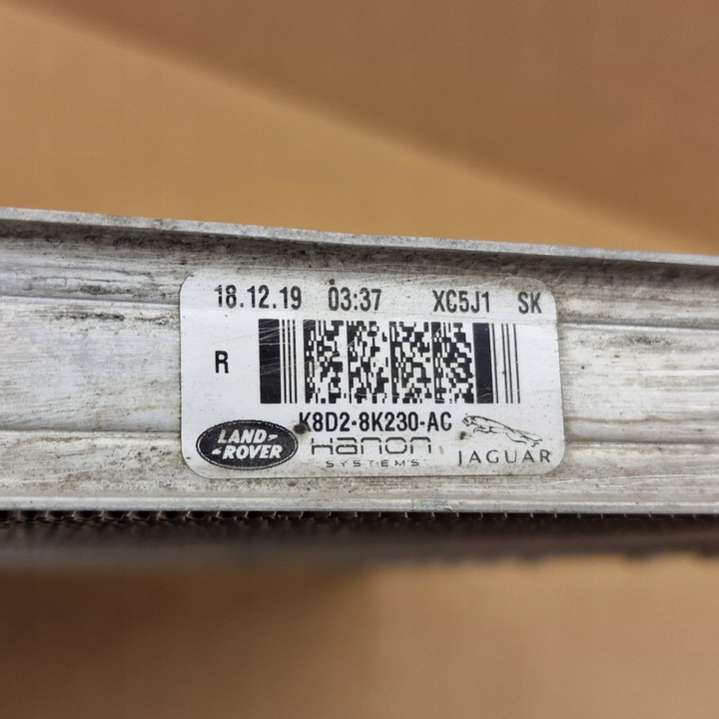 18.12.19 03:37 XC5J1 SK
R
K8D2-8K230-AC
LAND-
-ROVER
Hanon
SYSTEMS
JAGUAR